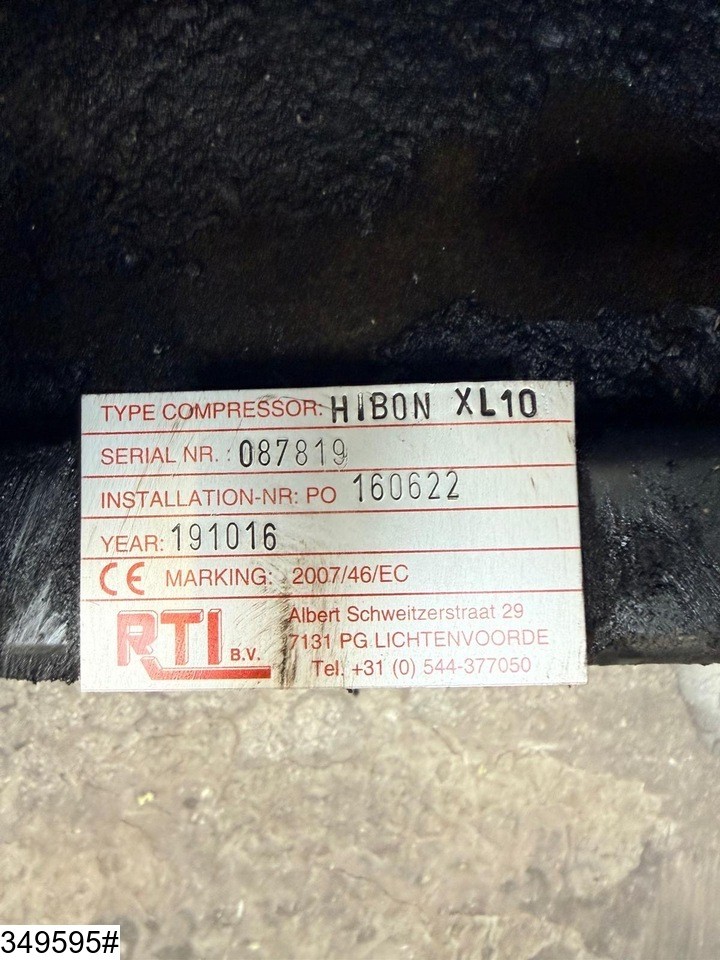 TYPE COMPRESSOR: HIBON XL10
SERIAL NR. : 087819
INSTALLATION-NR: PO 160622
YEAR: 191016
CE MARKING: 2007/46/EC
RTI B.V.
Albert Schweitzerstraat 29
7131 PG LICHTENVOORDE
Tel. +31 (0) 544-377050
349595#